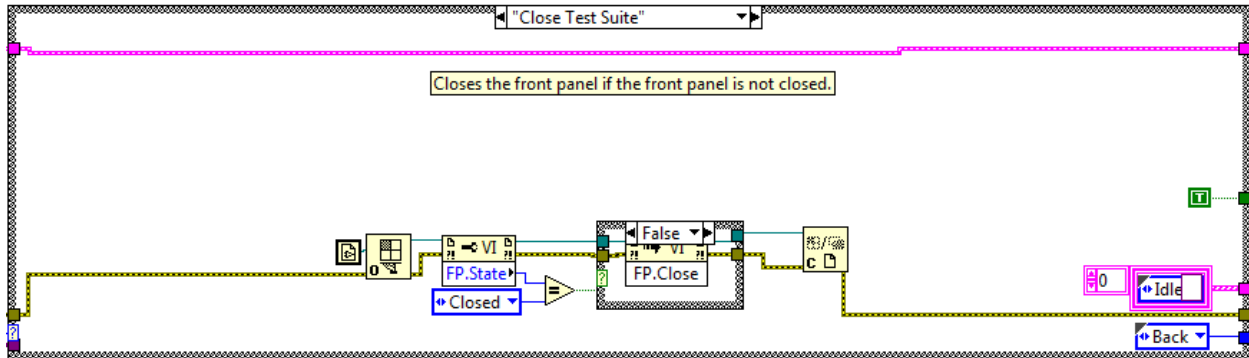 "Close Test Suite"
Closes the front panel if the front panel is not closed.
T
False
VI
VI
FP.State
FP.Close
Closed
=
O
C
0
Idle
Back
?
?
?!
?!
?!
?!